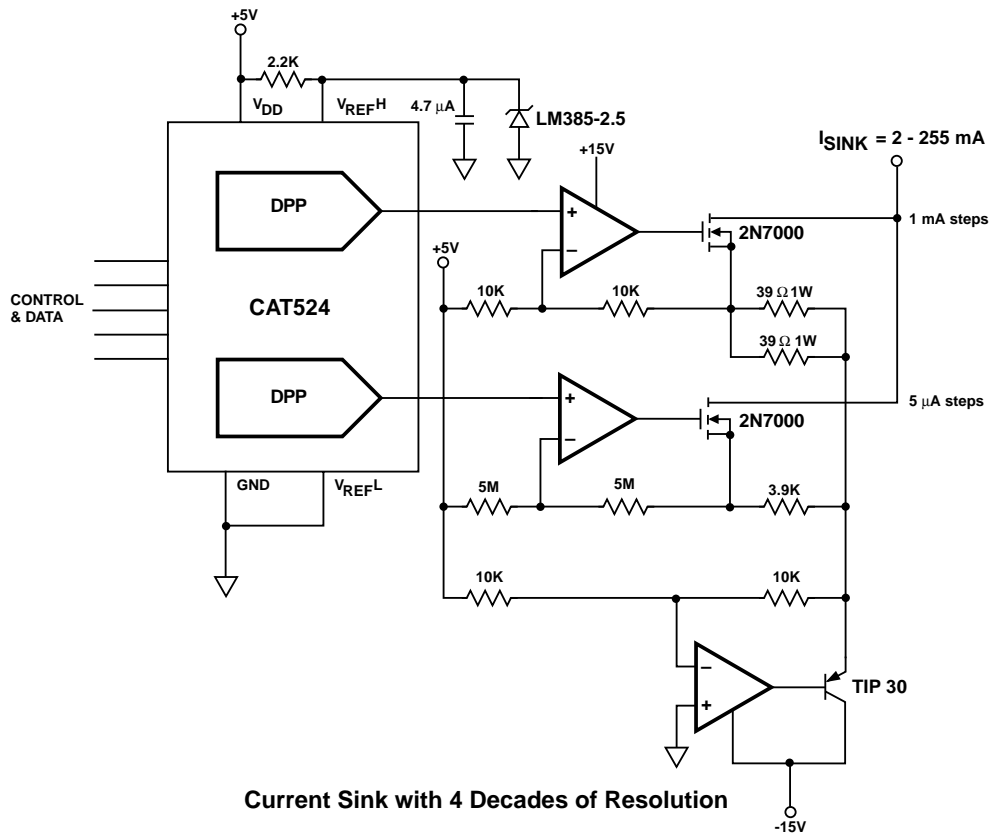 +5V
2.2K
VDD
VREFH
4.7 μA
LM385-2.5
ISINK = 2 - 255 mA
+15V
DPP
+
2N7000
1 mA steps
+5V
–
10K
10K
39 Ω 1W
CONTROL
& DATA
CAT524
39 Ω 1W
DPP
+
5 μA steps
2N7000
–
GND
VREFL
5M
5M
3.9K
10K
10K
–
TIP 30
+
Current Sink with 4 Decades of Resolution
-15V